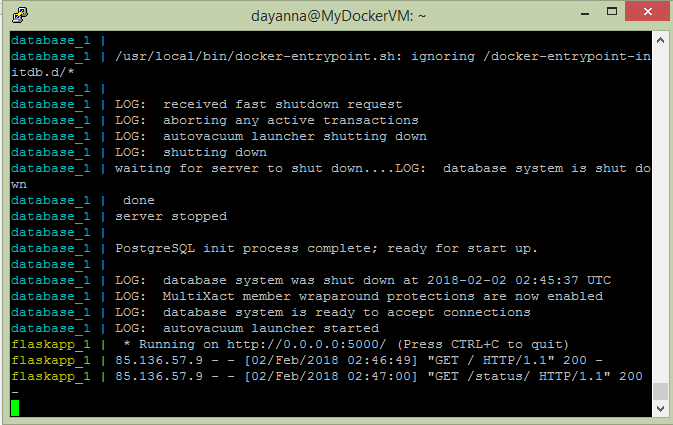 dayanna@MyDockerVM: ~
database_1 |
database_1 | /usr/local/bin/docker-entrypoint.sh: ignoring /docker-entrypoint-in
itdb.d/*
database_1 |
database_1 | LOG:  received fast shutdown request
database_1 | LOG:  aborting any active transactions
database_1 | LOG:  autovacuum launcher shutting down
database_1 | LOG:  shutting down
database_1 | waiting for server to shut down....LOG:  database system is shut do
wn
database_1 |  done
database_1 | server stopped
database_1 |
database_1 | PostgreSQL init process complete; ready for start up.
database_1 |
database_1 | LOG:  database system was shut down at 2018-02-02 02:45:37 UTC
database_1 | LOG:  MultiXact member wraparound protections are now enabled
database_1 | LOG:  database system is ready to accept connections
database_1 | LOG:  autovacuum launcher started
flaskapp_1 |  * Running on http://0.0.0.0:5000/ (Press CTRL+C to quit)
flaskapp_1 | 85.136.57.9 - - [02/Feb/2018 02:46:49] "GET / HTTP/1.1" 200 -
flaskapp_1 | 85.136.57.9 - - [02/Feb/2018 02:47:00] "GET /status/ HTTP/1.1" 200
-